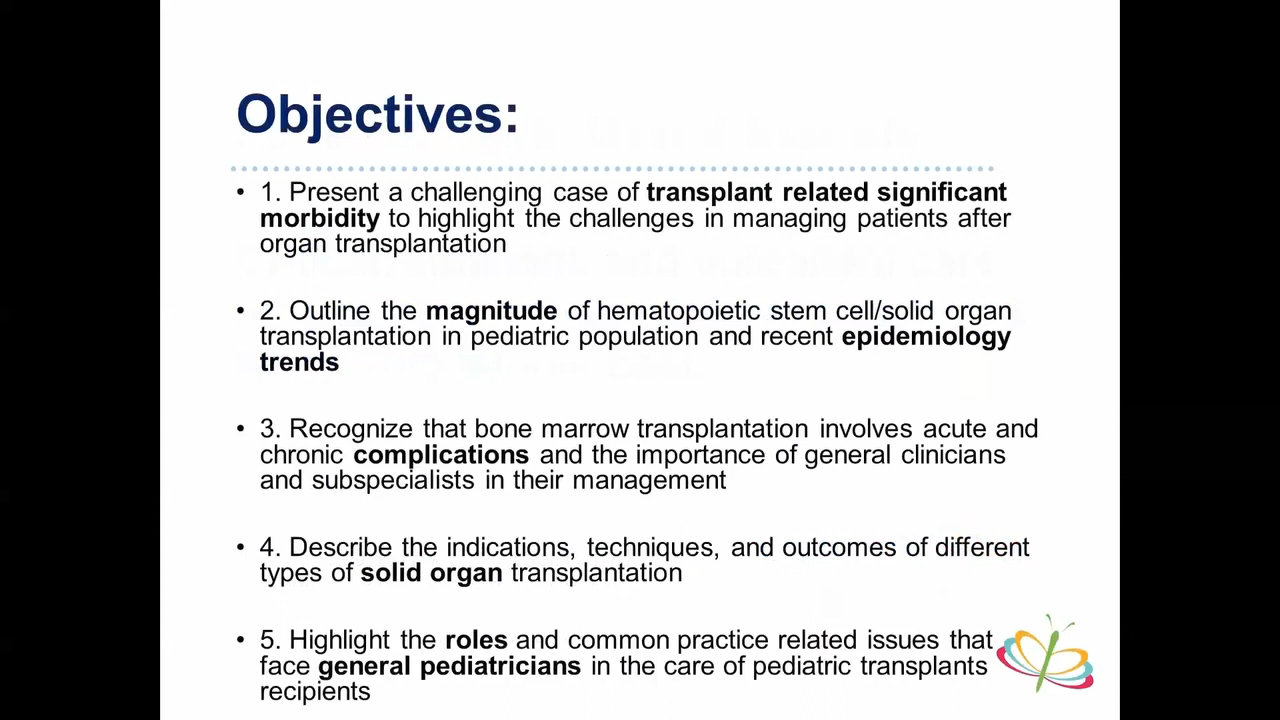 Objectives:
• 1. Present a challenging case of transplant related significant
morbidity to highlight the challenges in managing patients after
organ transplantation
• 2. Outline the magnitude of hematopoietic stem cell/solid organ
transplantation in pediatric population and recent epidemiology
trends
• 3. Recognize that bone marrow transplantation involves acute and
chronic complications and the importance of general clinicians
and subspecialists in their management
• 4. Describe the indications, techniques, and outcomes of different
types of solid organ transplantation
• 5. Highlight the roles and common practice related issues that
face general pediatricians in the care of pediatric transplants
recipients